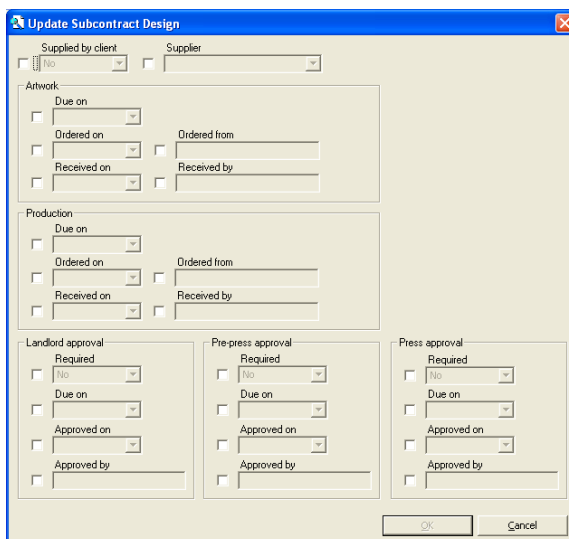 Update Subcontract Design
Supplied by client Supplier
No
Artwork
Due on
Ordered on Ordered from
Received on Received by
Production
Due on
Ordered on Ordered from
Received on Received by
Landlord approval Pre-press approval Press approval
Required Required Required
No No No
Due on Due on Due on
Approved on Approved on Approved on
Approved by Approved by Approved by
OK Cancel